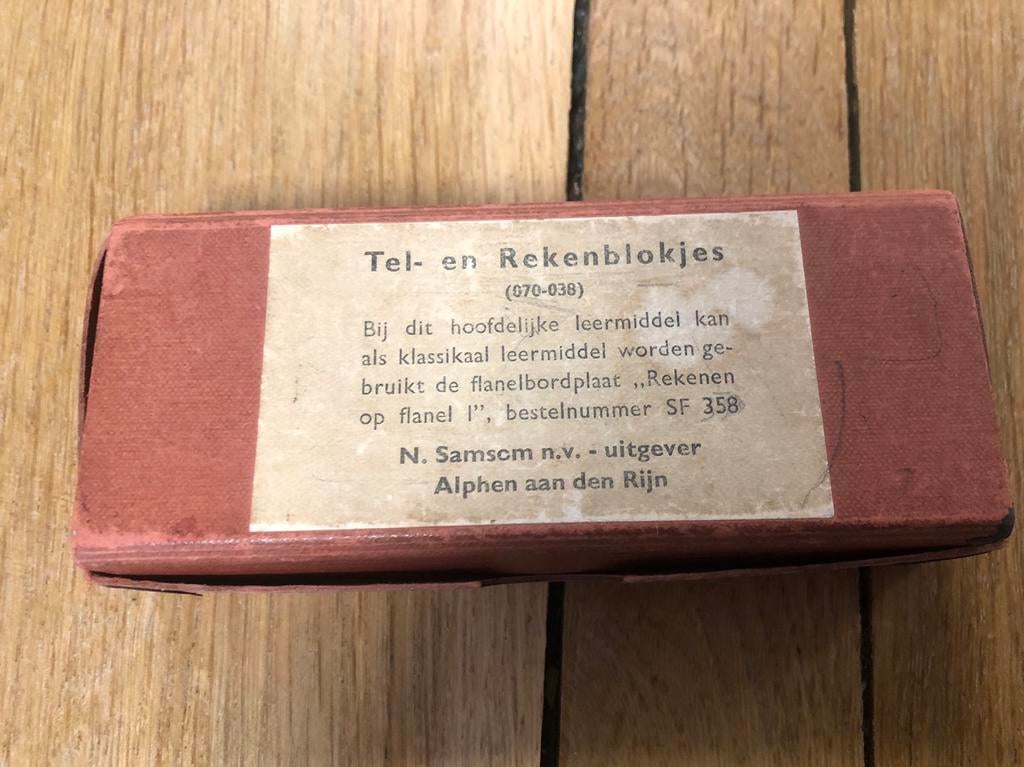 Tel- en Rekenblokjes
(070-038)
Bij dit hoofdelijke leermiddel kan
als klassikaal leermiddel worden ge-
bruikt de flanelbordplaat „Rekenen
op flanel I”, bestelnummer SF 358
N. Samsom n.v. - uitgever
Alphen aan den Rijn